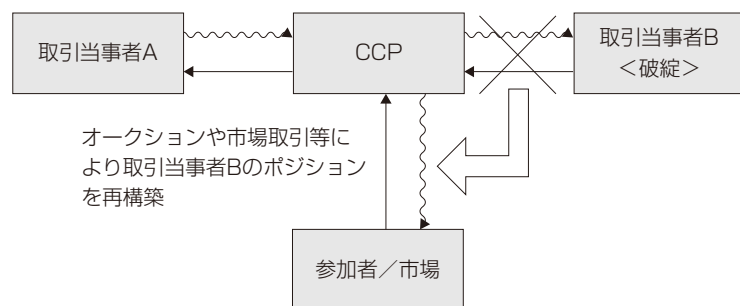 取引当事者A
CCP
取引当事者B
＜破綻＞
オークションや市場取引等に
より取引当事者Bのポジション
を再構築
参加者／市場